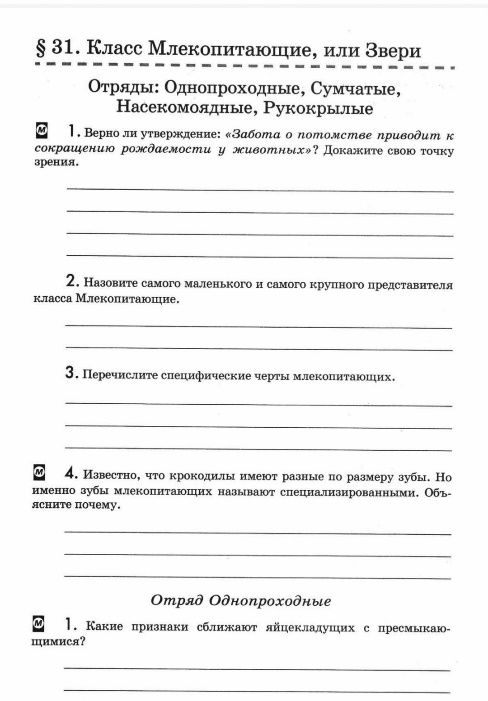 § 31. Класс Млекопитающие, или Звери
Отряды: Однопроходные, Сумчатые,
Насекомоядные, Рукокрылые
М 1. Верно ли утверждение: «Забота о потомстве приводит к
сокращению рождаемости у животных»? Докажите свою точку
зрения.
2. Назовите самого маленького и самого крупного представителя
класса Млекопитающие.
3. Перечислите специфические черты млекопитающих.
М 4. Известно, что крокодилы имеют разные по размеру зубы. Но
именно зубы млекопитающих называют специализированными. Объ-
ясните почему.
Отряд Однопроходные
М 1. Какие признаки сближают яйцекладущих с пресмыкаю-
щимися?